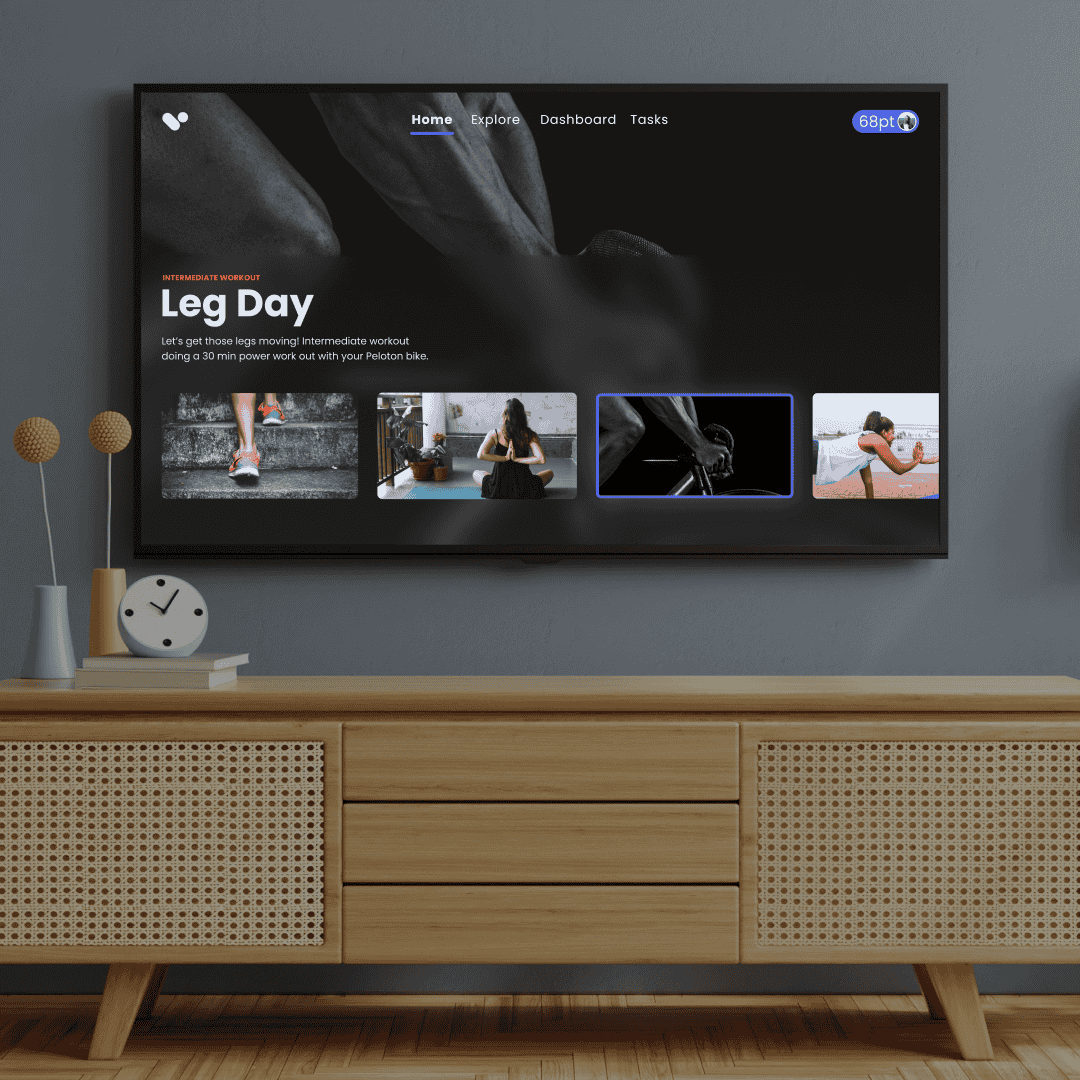 Home Explore Dashboard Tasks
68pt
INTERMEDIATE WORKOUT
Leg Day
Let's get those legs moving! Intermediate workout
doing a 30 min power work out with your Peloton bike.